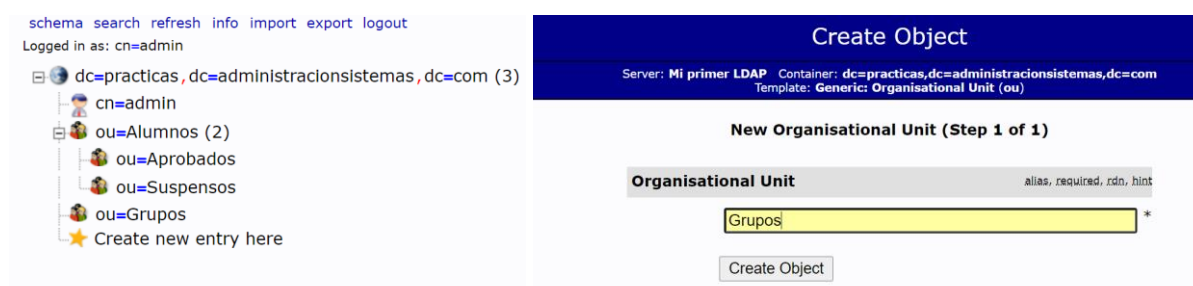 schema search refresh info import export logout
Logged in as: cn=admin
dc=practicas,dc=administracionsistemas,dc=com (3)
cn=admin
ou=Alumnos (2)
ou=Aprobados
ou=Suspensos
ou=Grupos
Create new entry here
Create Object
Server: Mi primer LDAP Container: dc=practicas,dc=administracionsistemas,dc=com
Template: Generic: Organisational Unit (ou)
New Organisational Unit (Step 1 of 1)
Organisational Unit alias, required, rdn, hint
Grupos *
Create Object